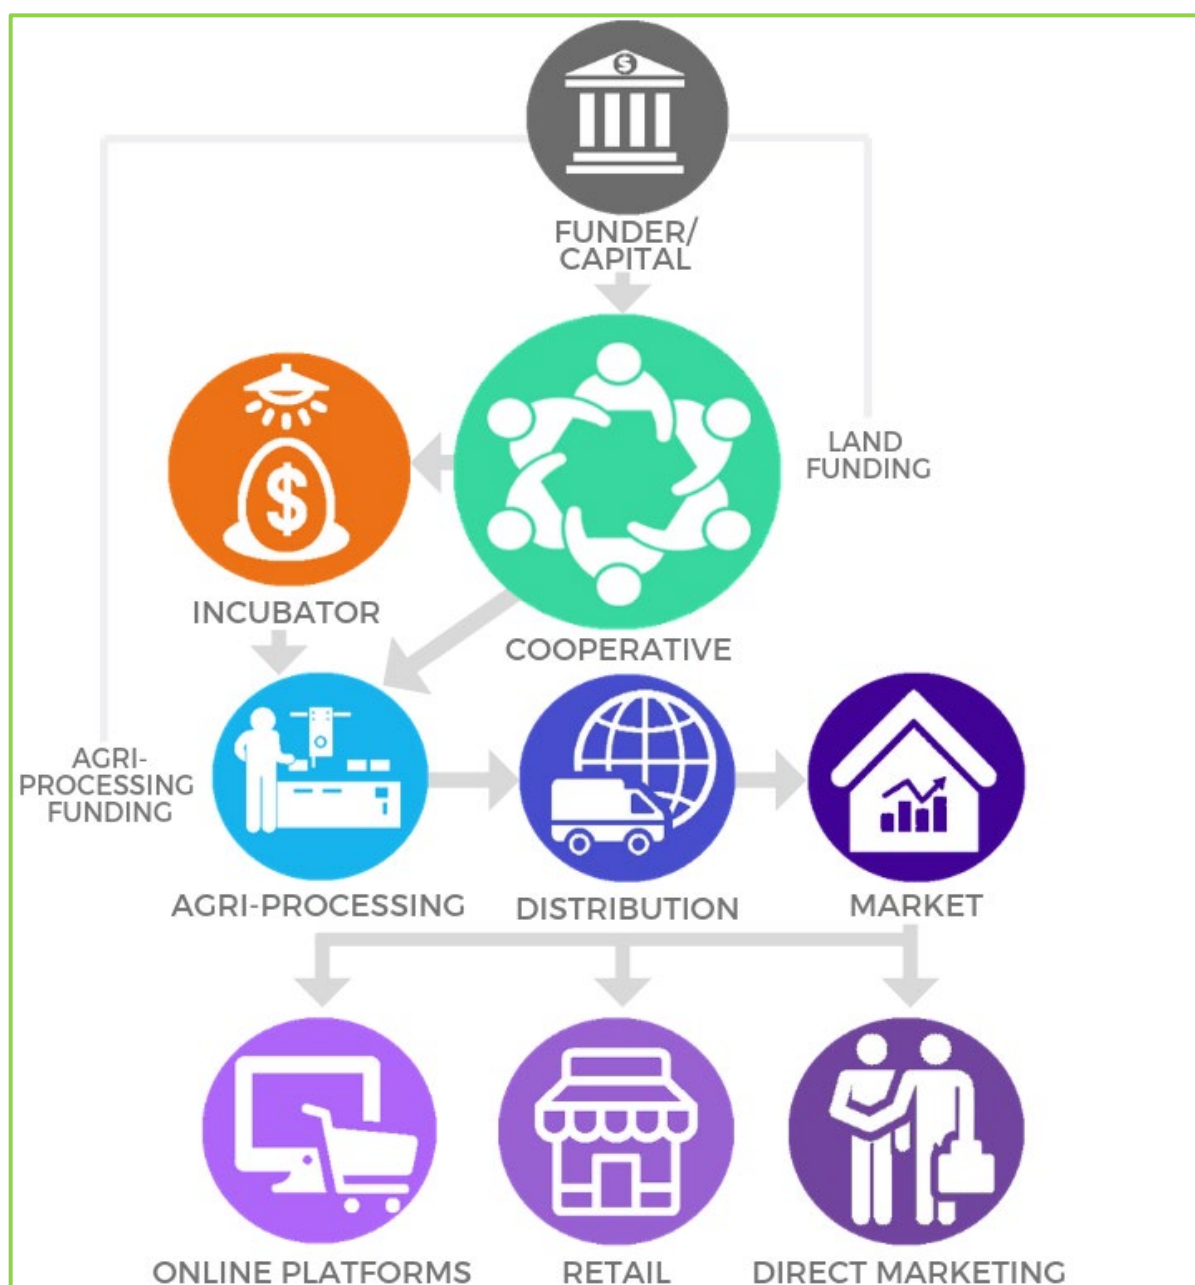 $
FUNDER/
CAPITAL
LAND
FUNDING
$
INCUBATOR
COOPERATIVE
AGRI-
PROCESSING
FUNDING
AGRI-PROCESSING
DISTRIBUTION
MARKET
ONLINE PLATFORMS
RETAIL
DIRECT MARKETING